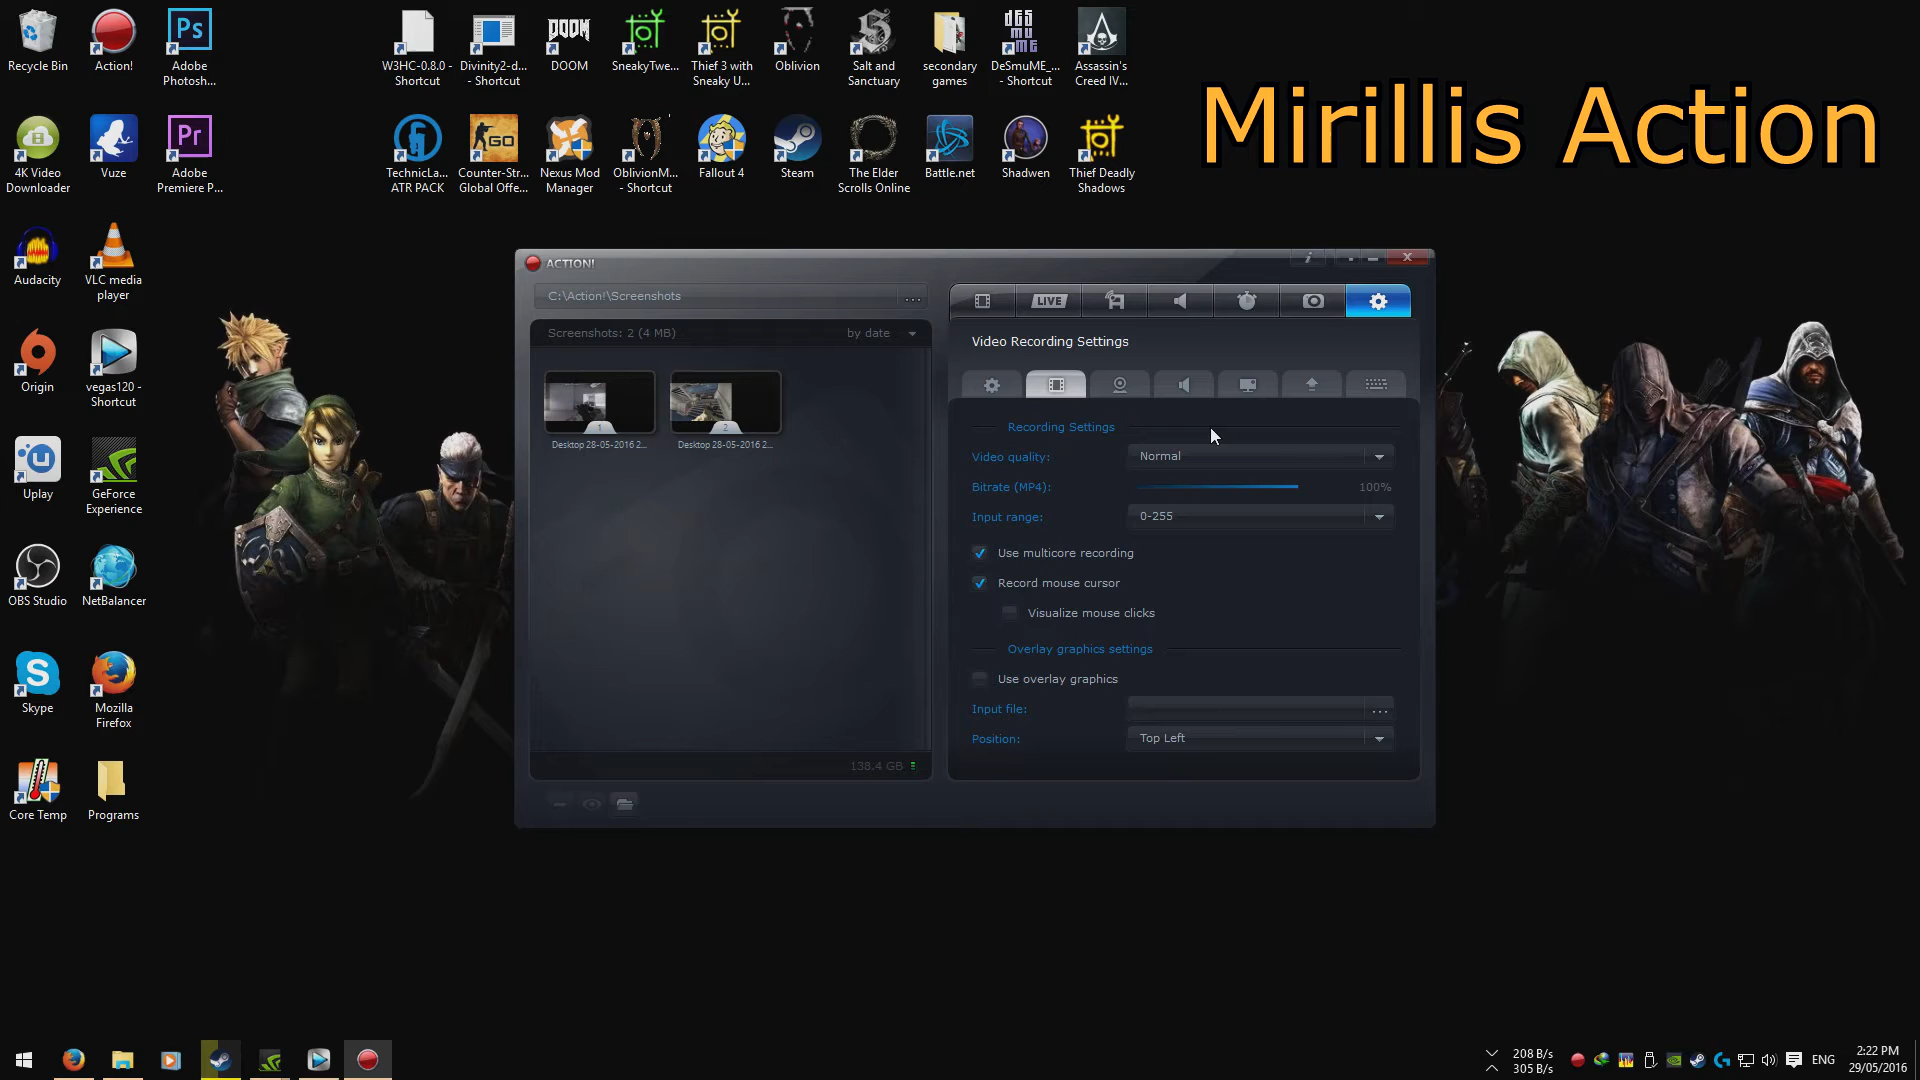 Recycle Bin
Action!
Adobe
Photosh...
W3HC-0.8.0 -
Shortcut
Divinity2-d...
- Shortcut
DOOM
DOOM
SneakyTwe...
Thief 3 with
Sneaky U...
Oblivion
Salt and
Sanctuary
secondary
games
DeSmuME_...
- Shortcut
Assassin's
Creed IV...
Mirillis Action
4K Video
Downloader
Vuze
Adobe
Premiere P...
TechnicLa...
ATR PACK
Counter-Str...
Global Offe...
Nexus Mod
Manager
OblivionM...
- Shortcut
Fallout 4
Steam
The Elder
Scrolls Online
Battle.net
Shadwen
Thief Deadly
Shadows
Audacity
VLC media
player
Origin
vegas120 -
Shortcut
Uplay
GeForce
Experience
OBS Studio
NetBalancer
Skype
Mozilla
Firefox
Core Temp
Programs
ACTION!
C:\Action!\Screenshots
...
LIVE
Screenshots: 2 (4 MB)
by date
1
2
Desktop 28-05-2016 2...
Desktop 28-05-2016 2...
138.4 GB
Video Recording Settings
Recording Settings
Video quality:
Normal
Bitrate (MP4):
100%
Input range:
0-255
Use multicore recording
Record mouse cursor
Visualize mouse clicks
Overlay graphics settings
Use overlay graphics
Input file:
...
Position:
Top Left
208 B/s
305 B/s
ENG
2:22 PM
29/05/2016